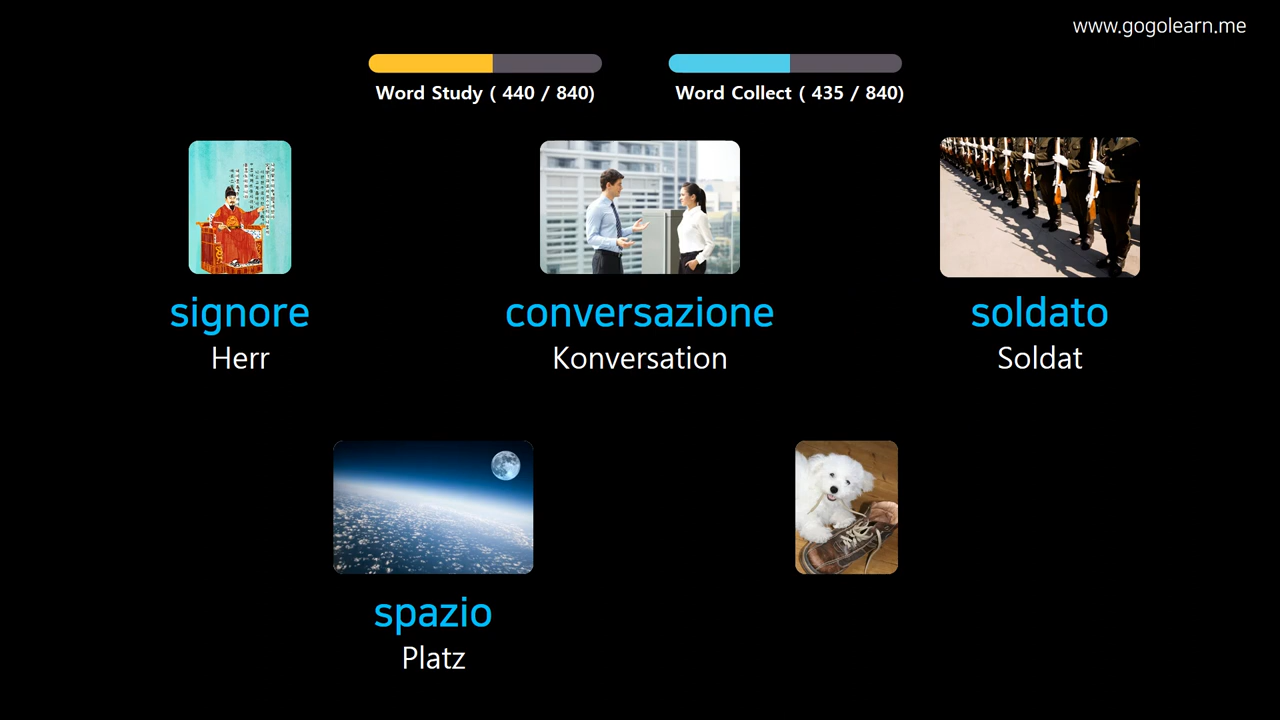 www.gogolearn.me
Word Study ( 440 / 840)
Word Collect ( 435 / 840)
signore
Herr
conversazione
Konversation
soldato
Soldat
spazio
Platz